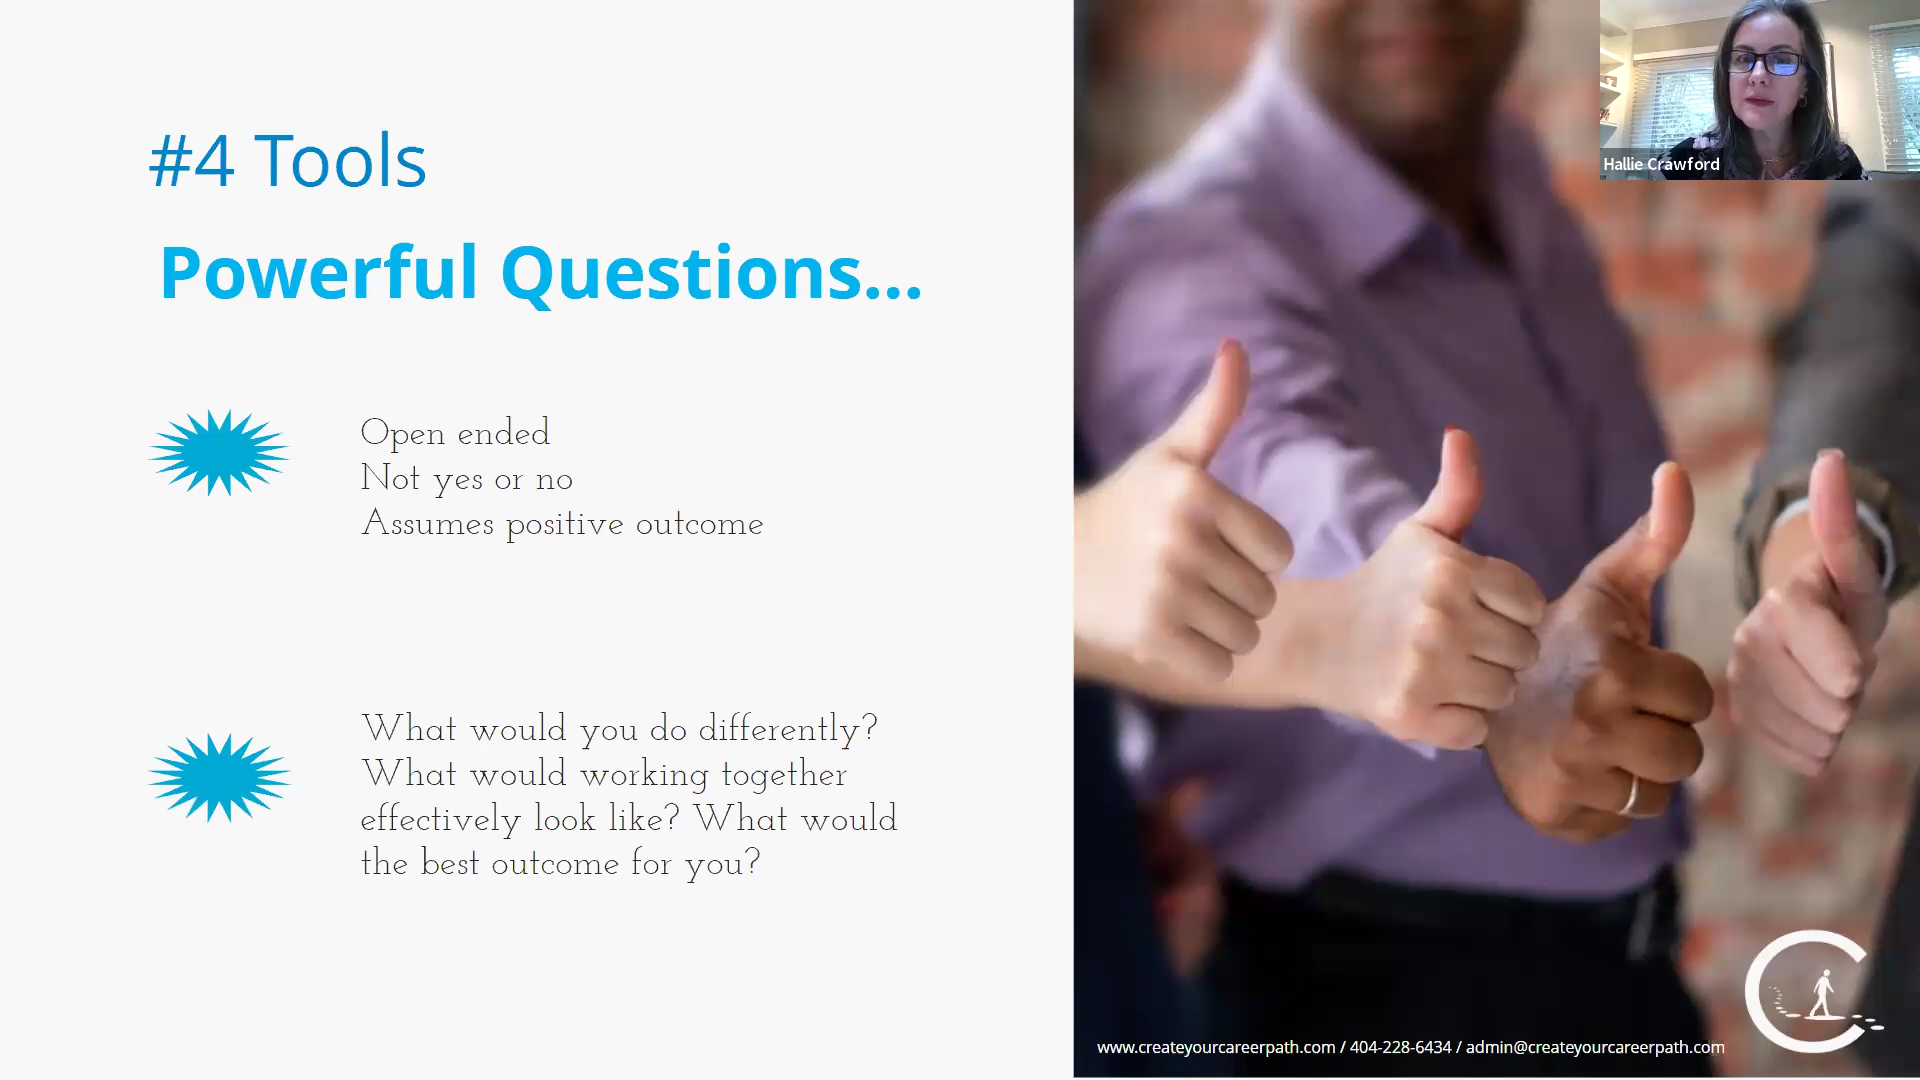 #4 Tools
Powerful Questions...
Open ended
Not yes or no
Assumes positive outcome
What would you do differently?
What would working together
effectively look like? What would
the best outcome for you?
Hallie Crawford
www.createyourcareerpath.com / 404-228-6434 / admin@createyourcareerpath.com